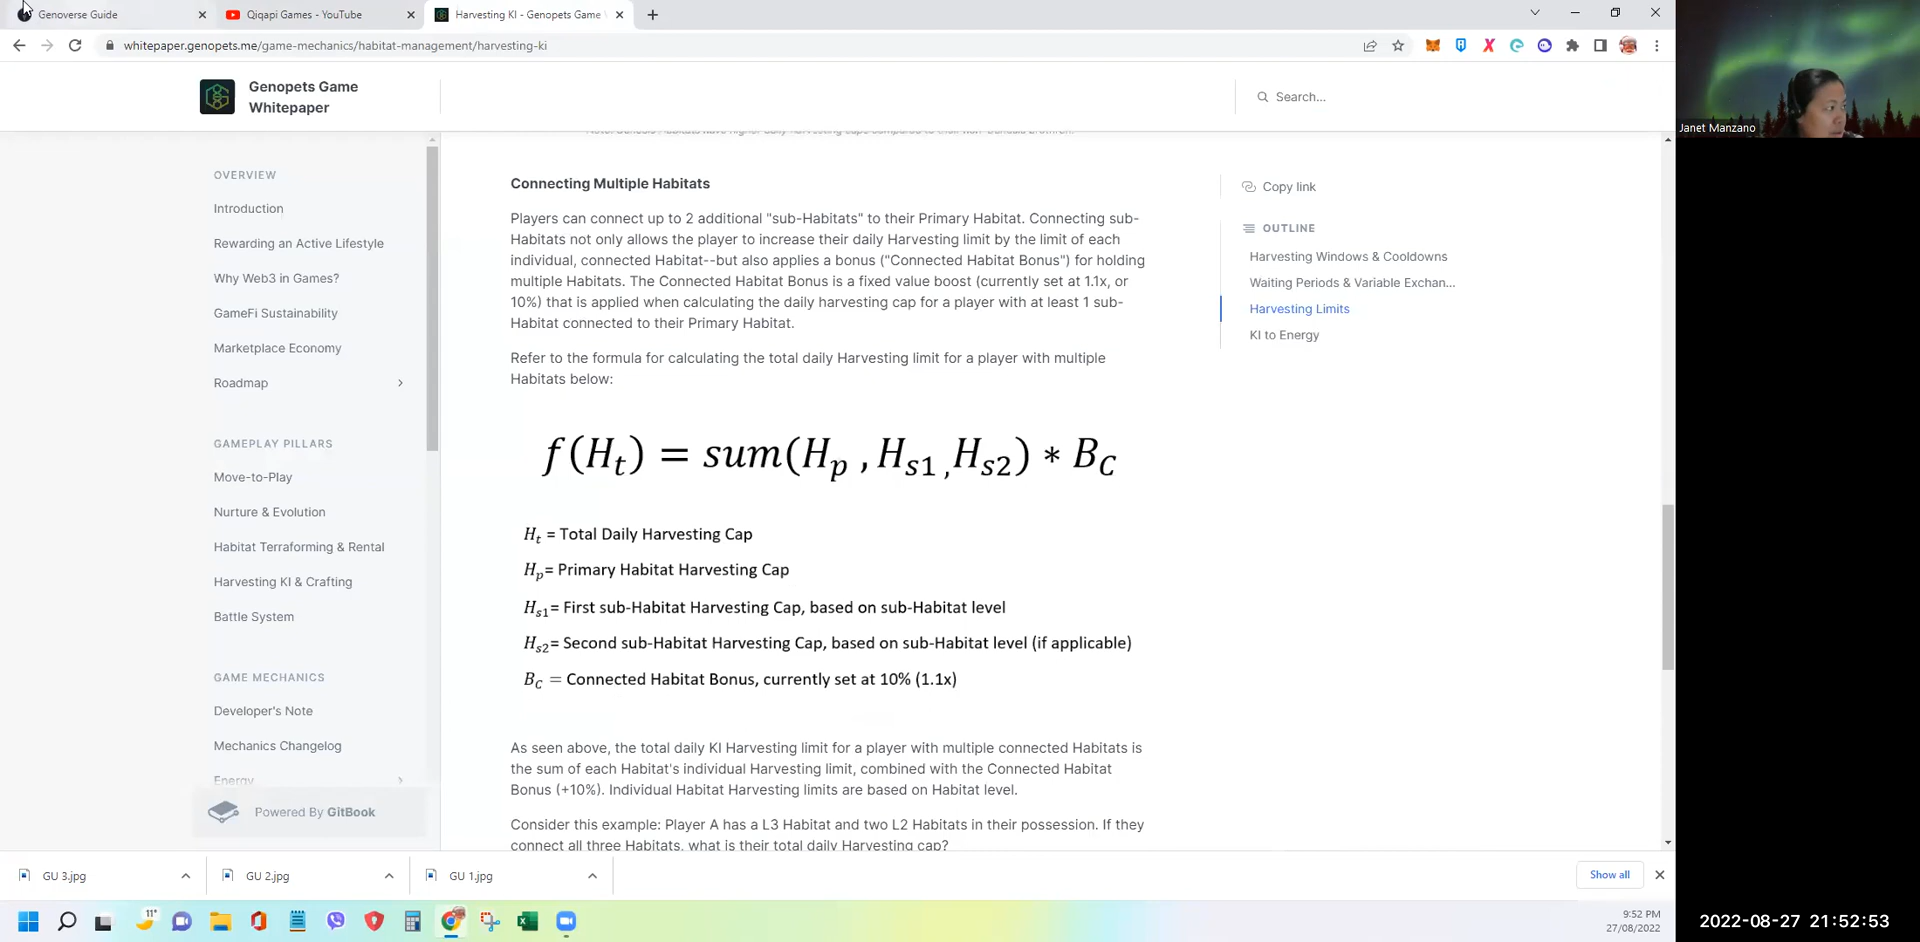 Genoverse Guide
Qiqapi Games - YouTube
Harvesting KI - Genopets Game
whitepaper.genopets.me/game-mechanics/habitat-management/harvesting-ki
Genopets Game
Whitepaper
Search...
OVERVIEW
Introduction
Rewarding an Active Lifestyle
Why Web3 in Games?
GameFi Sustainability
Marketplace Economy
Roadmap
GAMEPLAY PILLARS
Move-to-Play
Nurture & Evolution
Habitat Terraforming & Rental
Harvesting KI & Crafting
Battle System
GAME MECHANICS
Developer's Note
Mechanics Changelog
Energy
Powered By GitBook
Connecting Multiple Habitats
Players can connect up to 2 additional "sub-Habitats" to their Primary Habitat. Connecting sub-
Habitats not only allows the player to increase their daily Harvesting limit by the limit of each
individual, connected Habitat--but also applies a bonus ("Connected Habitat Bonus") for holding
multiple Habitats. The Connected Habitat Bonus is a fixed value boost (currently set at 1.1x, or
10%) that is applied when calculating the daily harvesting cap for a player with at least 1 sub-
Habitat connected to their Primary Habitat.
Refer to the formula for calculating the total daily Harvesting limit for a player with multiple
Habitats below:
f(Ht) = sum(Hp , Hs1 , Hs2) * BC
Ht = Total Daily Harvesting Cap
Hp= Primary Habitat Harvesting Cap
Hs1= First sub-Habitat Harvesting Cap, based on sub-Habitat level
Hs2= Second sub-Habitat Harvesting Cap, based on sub-Habitat level (if applicable)
BC = Connected Habitat Bonus, currently set at 10% (1.1x)
As seen above, the total daily KI Harvesting limit for a player with multiple connected Habitats is
the sum of each Habitat's individual Harvesting limit, combined with the Connected Habitat
Bonus (+10%). Individual Habitat Harvesting limits are based on Habitat level.
Consider this example: Player A has a L3 Habitat and two L2 Habitats in their possession. If they
connect all three Habitats, what is their total daily Harvesting cap?
Copy link
OUTLINE
Harvesting Windows & Cooldowns
Waiting Periods & Variable Exchan...
Harvesting Limits
KI to Energy
Janet Manzano
GU 3.jpg
GU 2.jpg
GU 1.jpg
Show all
11°
9:52 PM
27/08/2022
2022-08-27 21:52:53